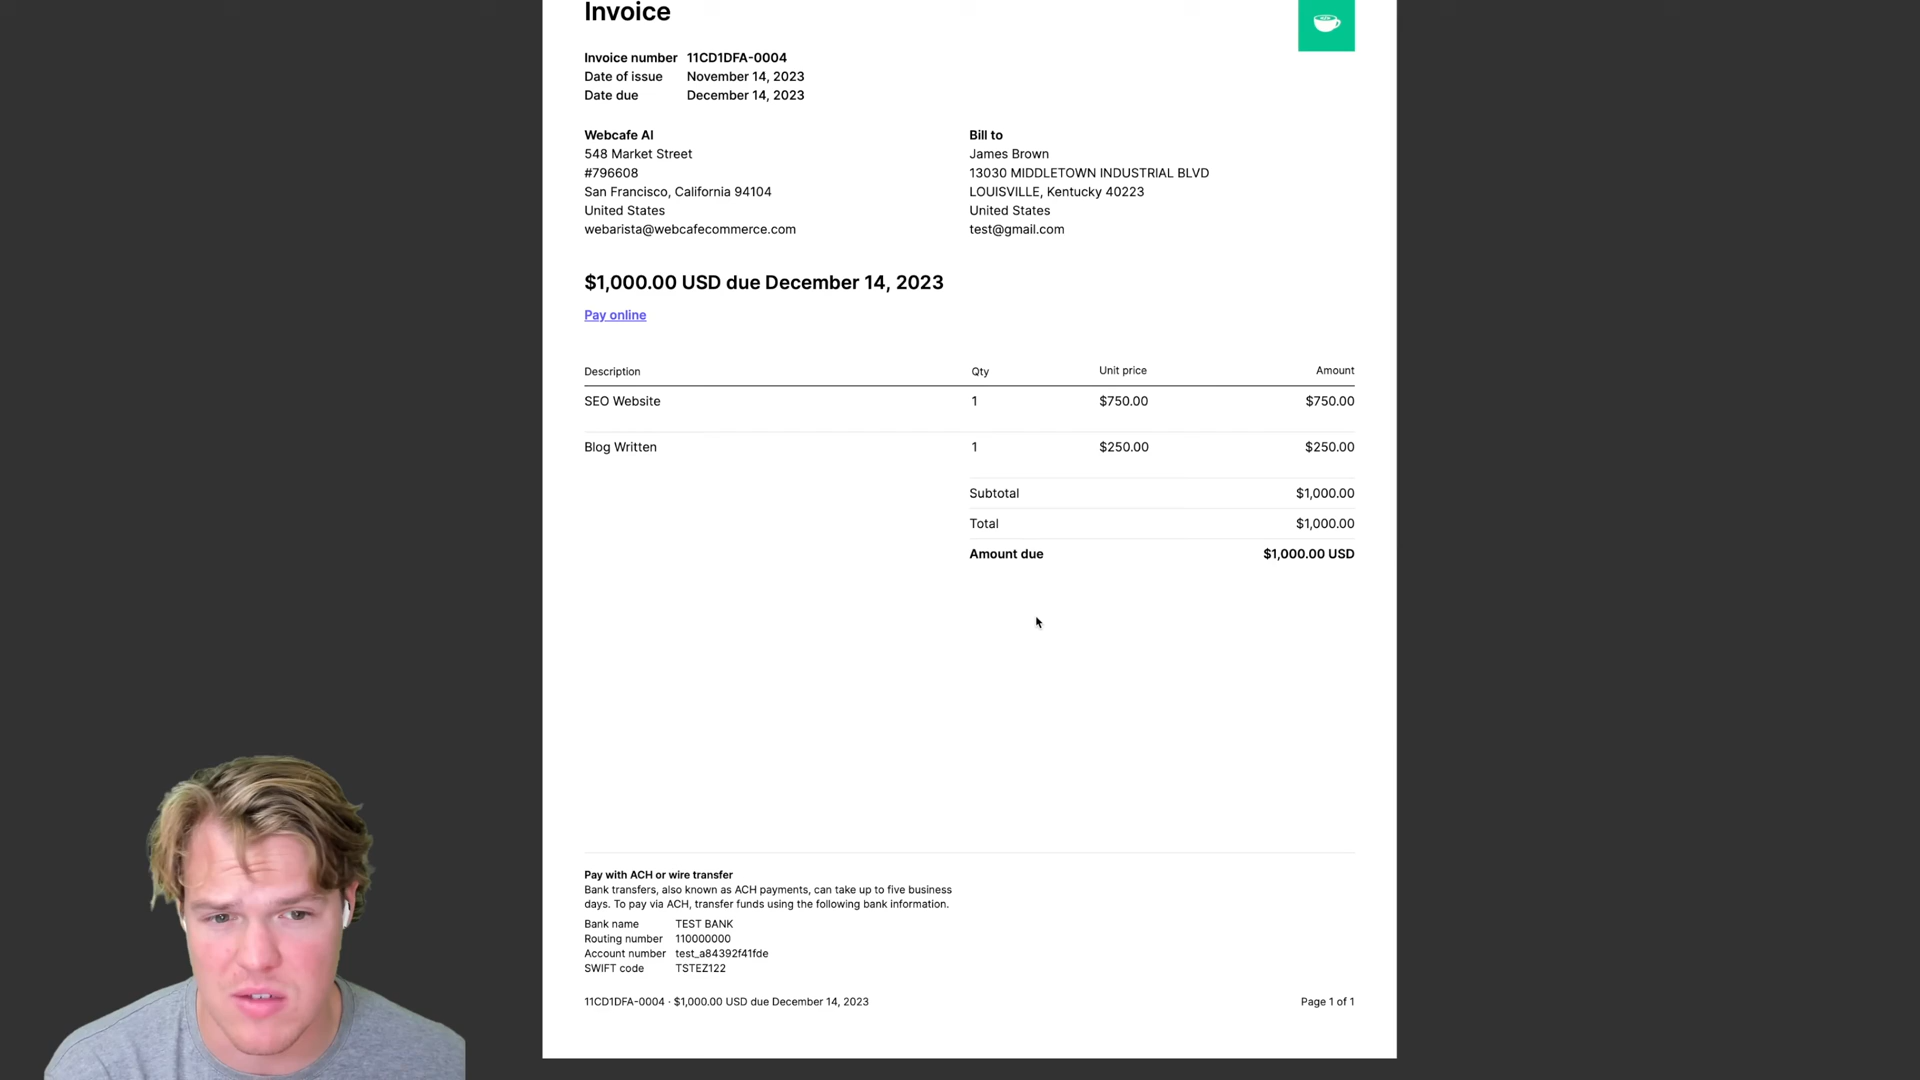 Invoice
Invoice number 11CD1DFA-0004
Date of issue November 14, 2023
Date due December 14, 2023
Webcafe AI
548 Market Street
#796608
San Francisco, California 94104
United States
webarista@webcafecommerce.com
Bill to
James Brown
13030 MIDDLETOWN INDUSTRIAL BLVD
LOUISVILLE, Kentucky 40223
United States
test@gmail.com
$1,000.00 USD due December 14, 2023
Pay online
Description Qty Unit price Amount
SEO Website 1 $750.00 $750.00
Blog Written 1 $250.00 $250.00
Subtotal $1,000.00
Total $1,000.00
Amount due $1,000.00 USD
Pay with ACH or wire transfer
Bank transfers, also known as ACH payments, can take up to five business
days. To pay via ACH, transfer funds using the following bank information.
Bank name TEST BANK
Routing number 110000000
Account number test_a84392f41fde
SWIFT code TSTEZ122
11CD1DFA-0004 · $1,000.00 USD due December 14, 2023 Page 1 of 1